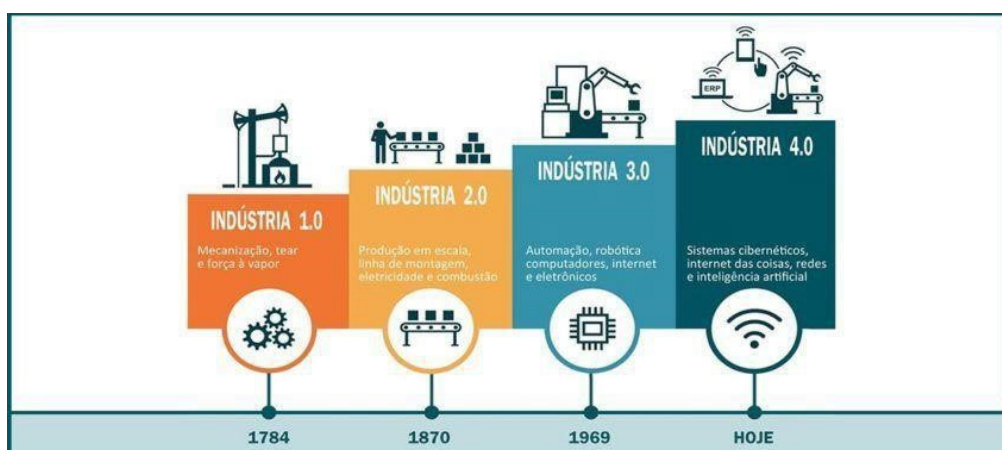 ERP
INDÚSTRIA 1.0
Mecanização, tear
e força à vapor
INDÚSTRIA 2.0
Produção em escala,
linha de montagem,
eletricidade e combustão
INDÚSTRIA 3.0
Automação, robótica
computadores, internet
e eletrônicos
INDÚSTRIA 4.0
Sistemas cibernéticos,
internet das coisas, redes
e inteligência artificial
1784
1870
1969
HOJE